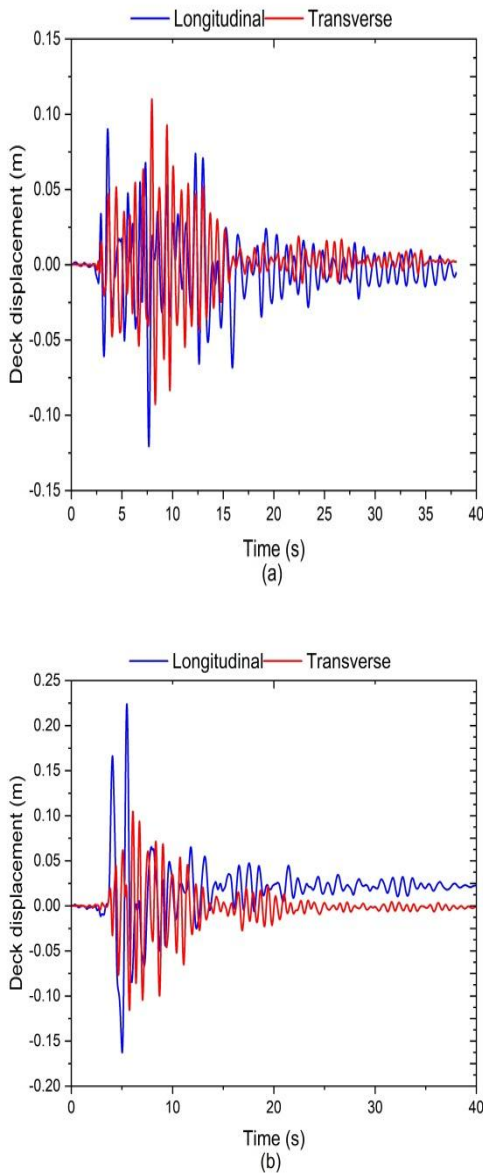 Longitudinal Transverse
0.15
0.10
0.05
0.00
-0.05
-0.10
-0.15
Deck displacement (m)
0 5 10 15 20 25 30 35 40
Time (s)
(a)
Longitudinal Transverse
0.25
0.20
0.15
0.10
0.05
0.00
-0.05
-0.10
-0.15
-0.20
Deck displacement (m)
0 10 20 30 40
Time (s)
(b)